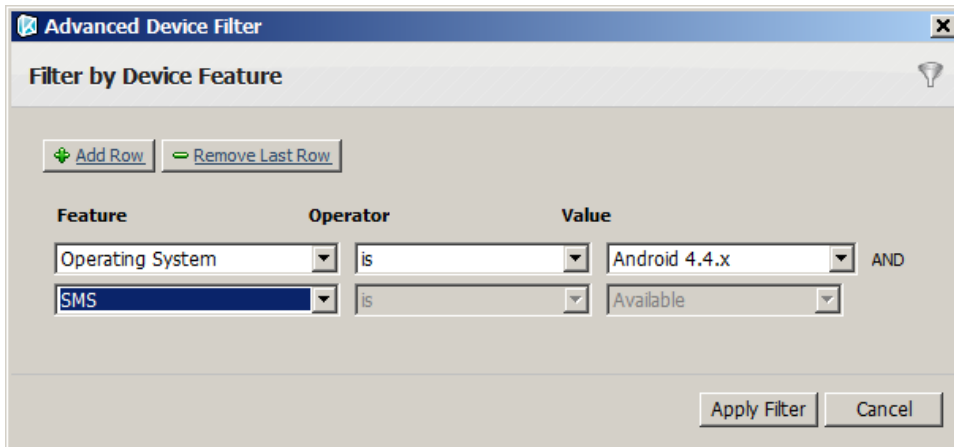 Advanced Device Filter
Filter by Device Feature
Add Row Remove Last Row
Feature Operator Value
Operating System is Android 4.4.x AND
SMS is Available
Apply Filter Cancel